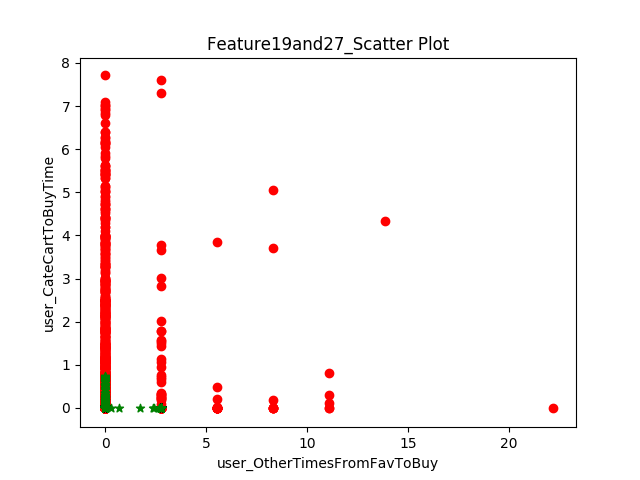 Feature19and27_Scatter Plot
8
7
6
5
4
3
2
1
0
user_CateCartToBuyTime
0 5 10 15 20
user_OtherTimesFromFavToBuy